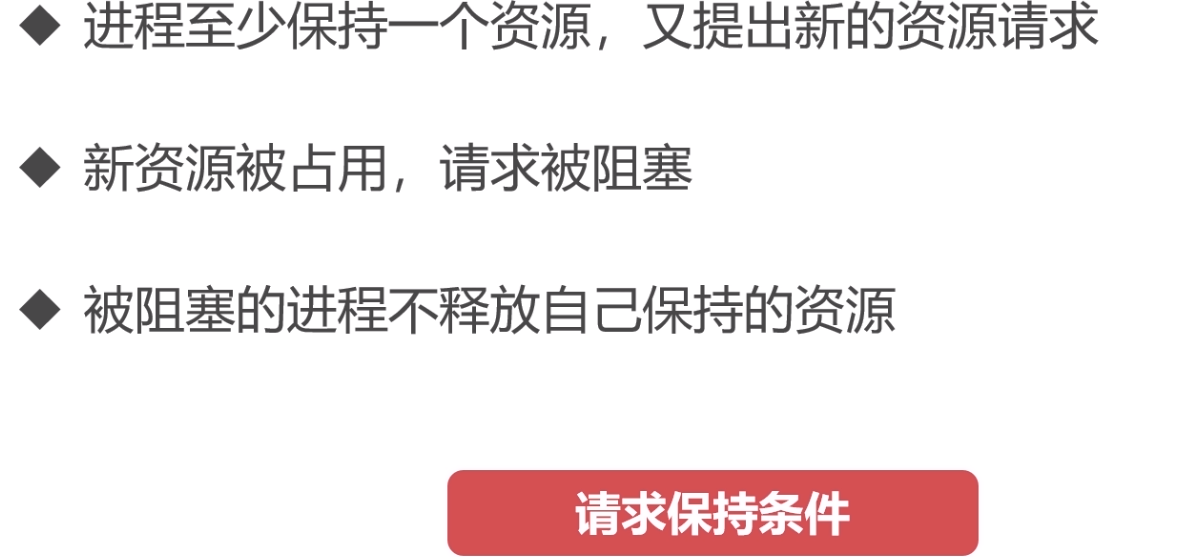 ◆ 进程至少保持一个资源，又提出新的资源请求
◆ 新资源被占用，请求被阻塞
◆ 被阻塞的进程不释放自己保持的资源
请求保持条件